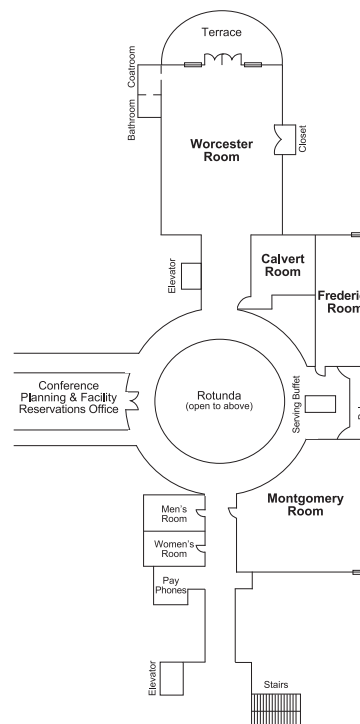 Terrace
Coatroom
Bathroom
Worcester
Room
Closet
Elevator
Calvert
Room
Room
Conference
Planning & Facility
Reservations Office
Rotunda
(open to above)
Serving Buffet
Men's
Room
Women's
Room
Montgomery
Room
Pay
Phones
Elevator
Stairs